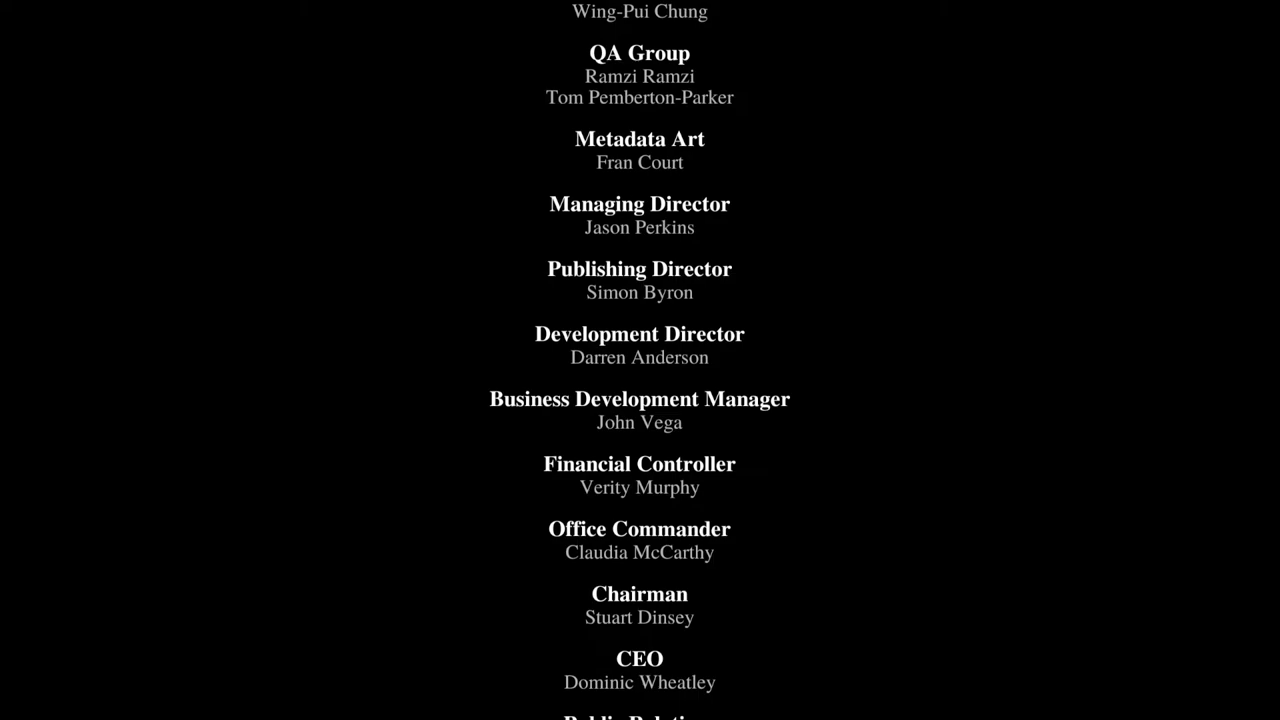 Wing-Pui Chung
QA Group
Ramzi Ramzi
Tom Pemberton-Parker
Metadata Art
Fran Court
Managing Director
Jason Perkins
Publishing Director
Simon Byron
Development Director
Darren Anderson
Business Development Manager
John Vega
Financial Controller
Verity Murphy
Office Commander
Claudia McCarthy
Chairman
Stuart Dinsey
CEO
Dominic Wheatley
Public